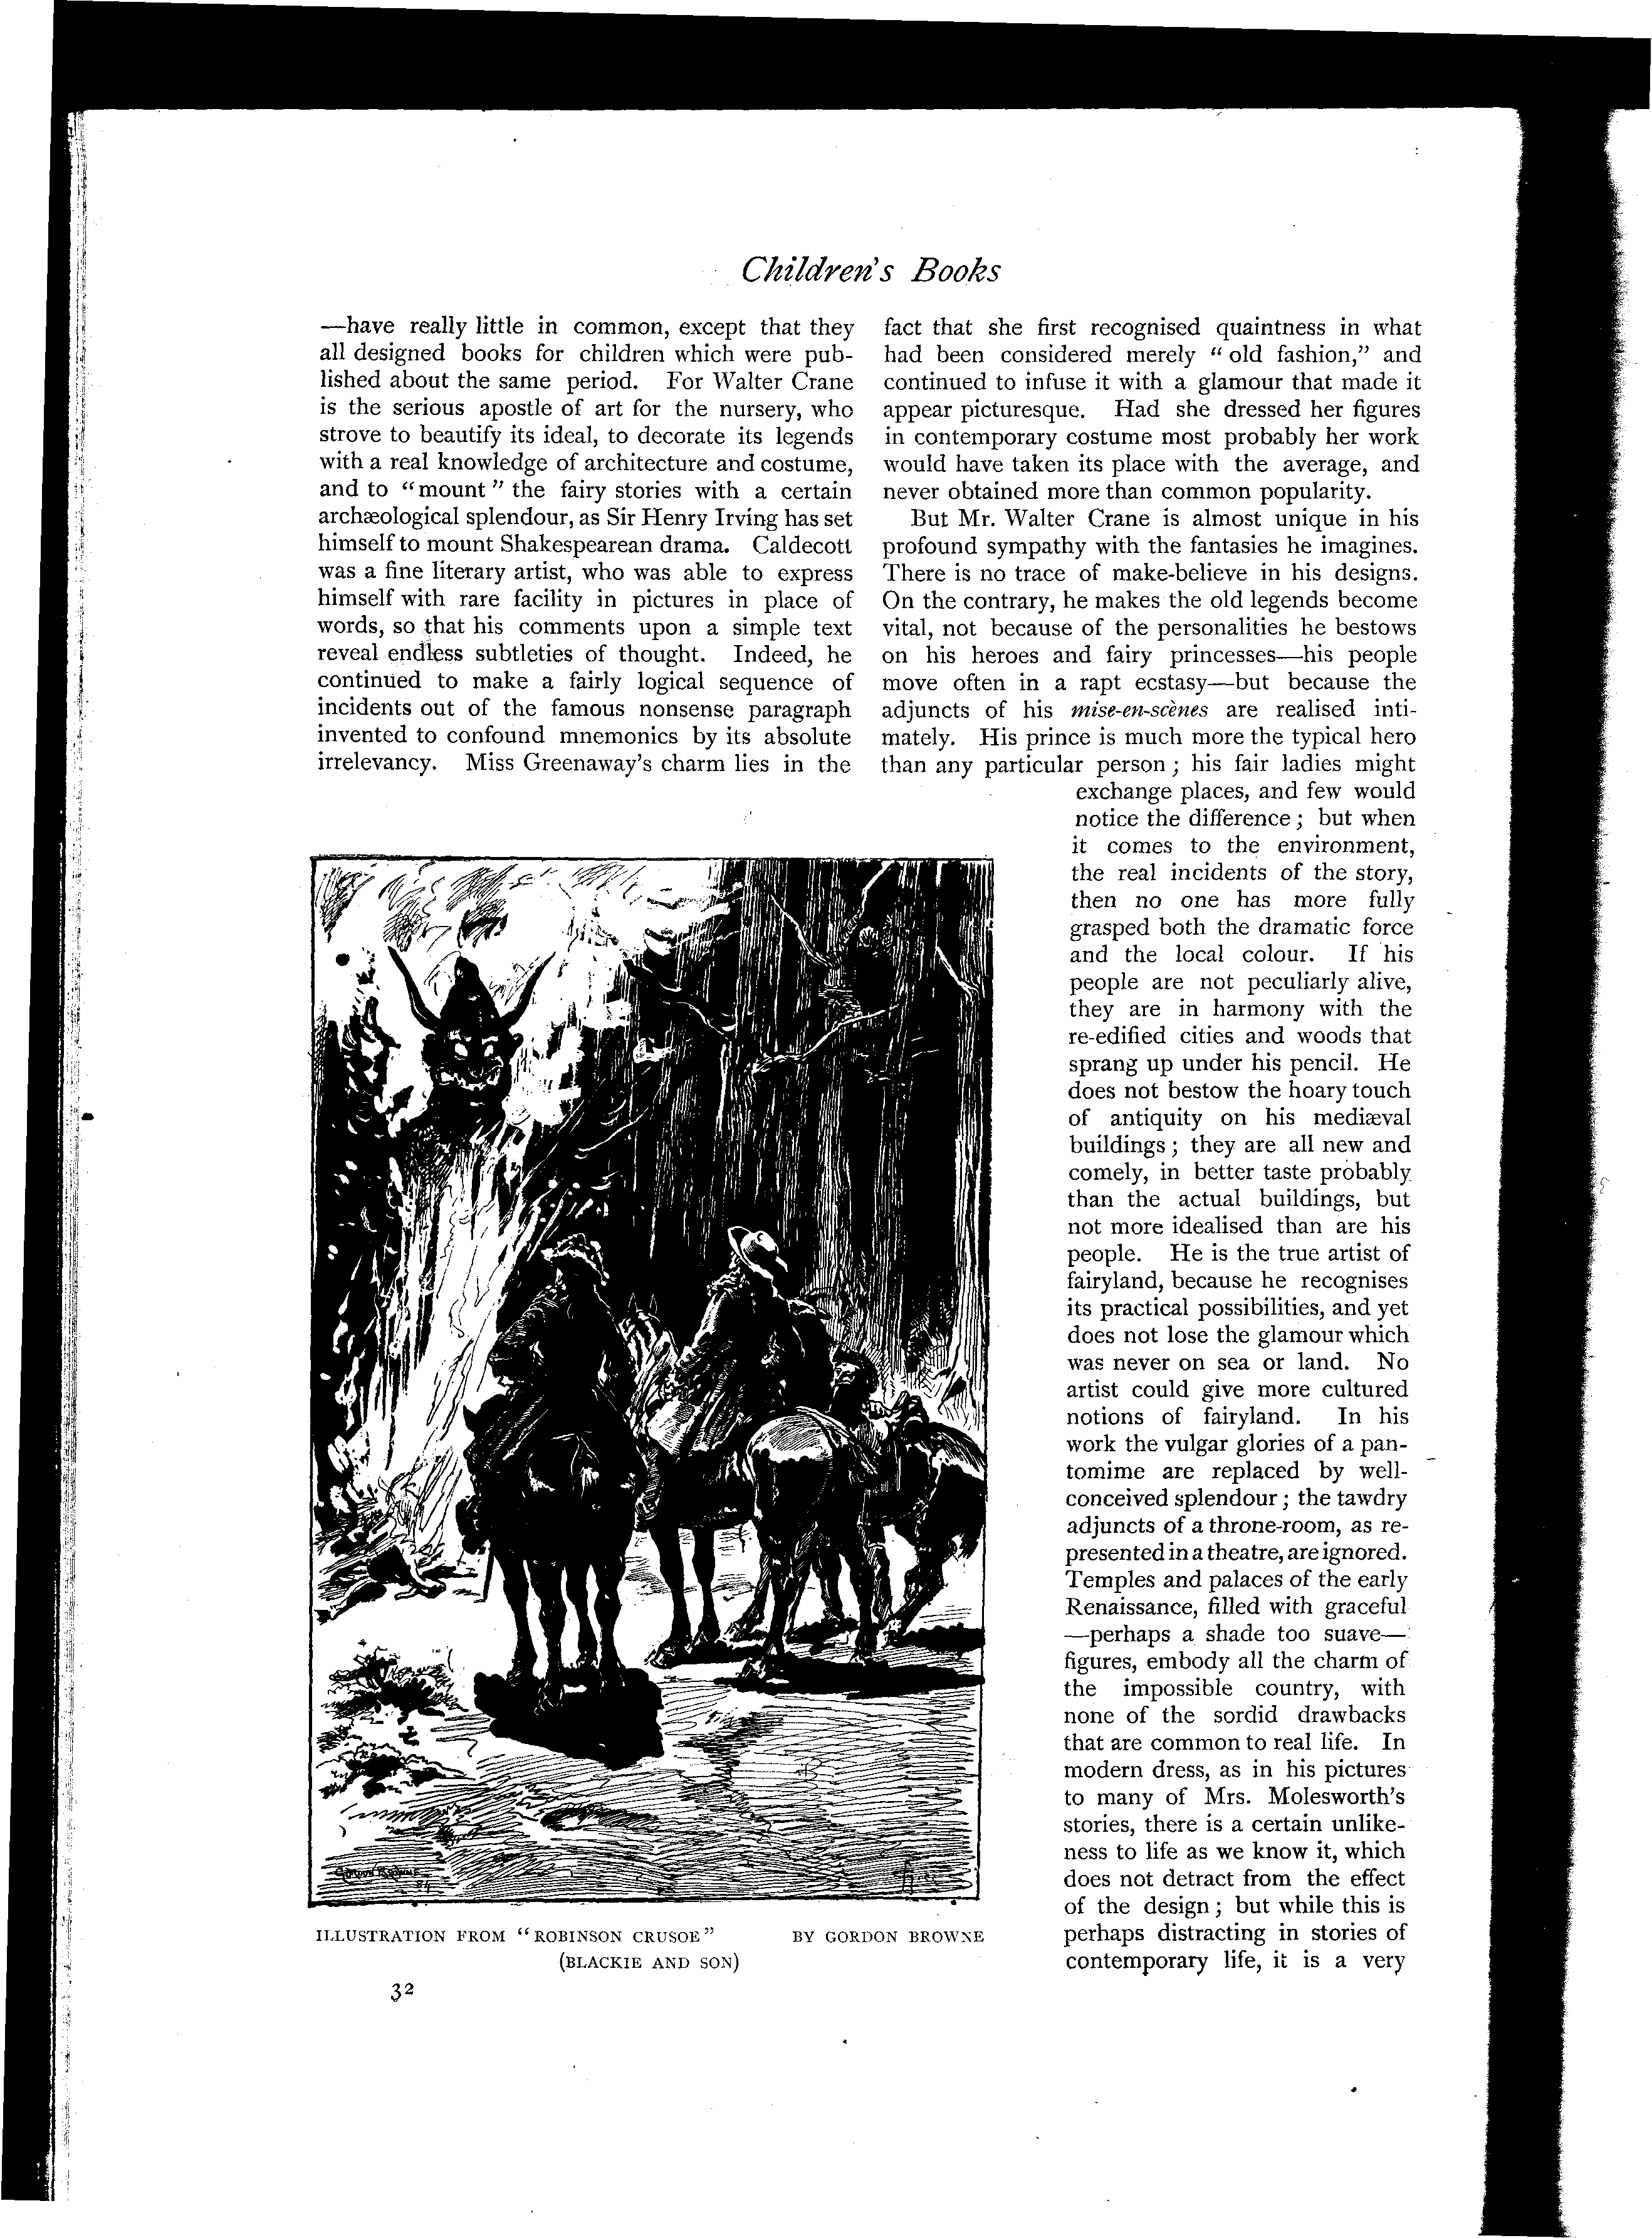 Children's Books
—have really little in common, except that they
all designed books for children which were pub-
lished about the same period. For Walter Crane
is the serious apostle of art for the nursery, who
strove to beautify its ideal, to decorate its legends
with a real knowledge of architecture and costume,
and to “mount” the fairy stories with a certain
archæological splendour, as Sir Henry Irving has set
himself to mount Shakespearean drama. Caldecott
was a fine literary artist, who was able to express
himself with rare facility in pictures in place of
words, so that his comments upon a simple text
reveal endless subtleties of thought. Indeed, he
continued to make a fairly logical sequence of
incidents out of the famous nonsense paragraph
invented to confound mnemonics by its absolute
irrelevancy. Miss Greenaway's charm lies in the
fact that she first recognised quaintness in what
had been considered merely “old fashion,” and
continued to infuse it with a glamour that made it
appear picturesque. Had she dressed her figures
in contemporary costume most probably her work
would have taken its place with the average, and
never obtained more than common popularity.
But Mr. Walter Crane is almost unique in his
profound sympathy with the fantasies he imagines.
There is no trace of make-believe in his designs.
On the contrary, he makes the old legends become
vital, not because of the personalities he bestows
on his heroes and fairy princesses—his people
move often in a rapt ecstasy—but because the
adjuncts of his mise-en-scènes are realised inti-
mately. His prince is much more the typical hero
than any particular person; his fair ladies might
exchange places, and few would
notice the difference; but when
it comes to the environment,
the real incidents of the story,
then no one has more fully
grasped both the dramatic force
and the local colour. If his
people are not peculiarly alive,
they are in harmony with the
re-edified cities and woods that
sprang up under his pencil. He
does not bestow the hoary touch
of antiquity on his mediæval
buildings; they are all new and
comely, in better taste probably
than the actual buildings, but
not more idealised than are his
people. He is the true artist of
fairyland, because he recognises
its practical possibilities, and yet
does not lose the glamour which
was never on sea or land. No
artist could give more cultured
notions of fairyland. In his
work the vulgar glories of a pan-
tomime are replaced by well-
conceived splendour; the tawdry
adjuncts of a throne-room, as re-
presented in a theatre, are ignored.
Temples and palaces of the early
Renaissance, filled with graceful
—perhaps a shade too suave—
figures, embody all the charm of
the impossible country, with
none of the sordid drawbacks
that are common to real life. In
modern dress, as in his pictures
to many of Mrs. Molesworth's
stories, there is a certain unlike-
ness to life as we know it, which
does not detract from the effect
of the design; but while this is
perhaps distracting in stories of
contemporary life, it is a very
GORDON BROWNE
84
ILLUSTRATION FROM “ROBINSON CRUSOE” BY GORDON BROWNE
(BLACKIE AND SON)
32